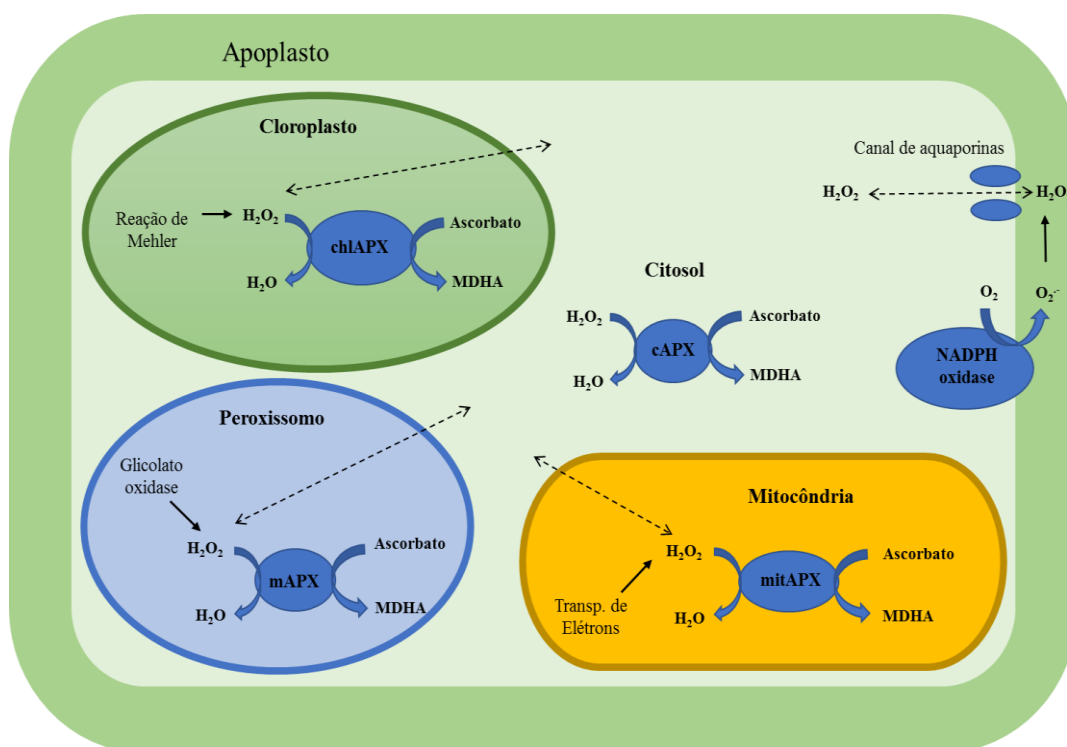 Apoplasto
Cloroplasto
Reação de
Mehler
H₂O₂
chlAPX
Ascorbato
H₂O
MDHA
Canal de aquaporinas
H₂O₂
H₂O
O₂
O₂·-
NADPH
oxidase
Citosol
H₂O₂
cAPX
Ascorbato
H₂O
MDHA
Peroxissomo
Glicolato
oxidase
H₂O₂
mAPX
Ascorbato
H₂O
MDHA
Mitocôndria
H₂O₂
mitAPX
Ascorbato
Transp. de
Elétrons
H₂O
MDHA